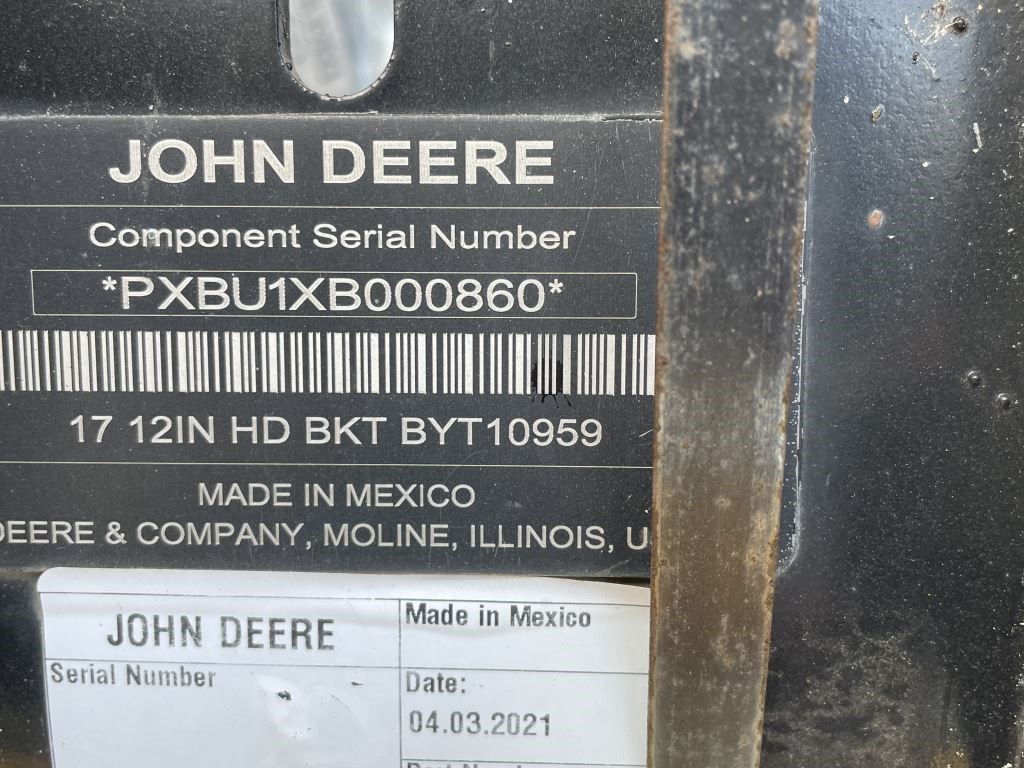 JOHN DEERE
Component Serial Number
*PXBU1XB000860*
17 12IN HD BKT BYT10959
MADE IN MEXICO
DEERE & COMPANY, MOLINE, ILLINOIS, U
JOHN DEERE
Made in Mexico
Serial Number
Date:
04.03.2021